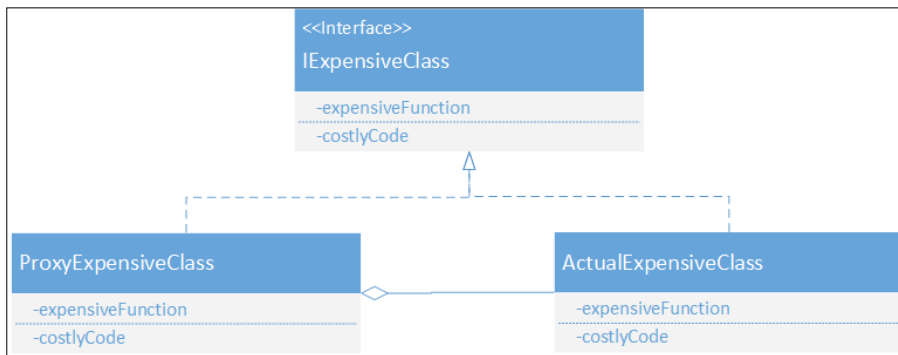 <<Interface>>
IExpensiveClass
-expensiveFunction
-costlyCode
ProxyExpensiveClass
-expensiveFunction
-costlyCode
ActualExpensiveClass
-expensiveFunction
-costlyCode